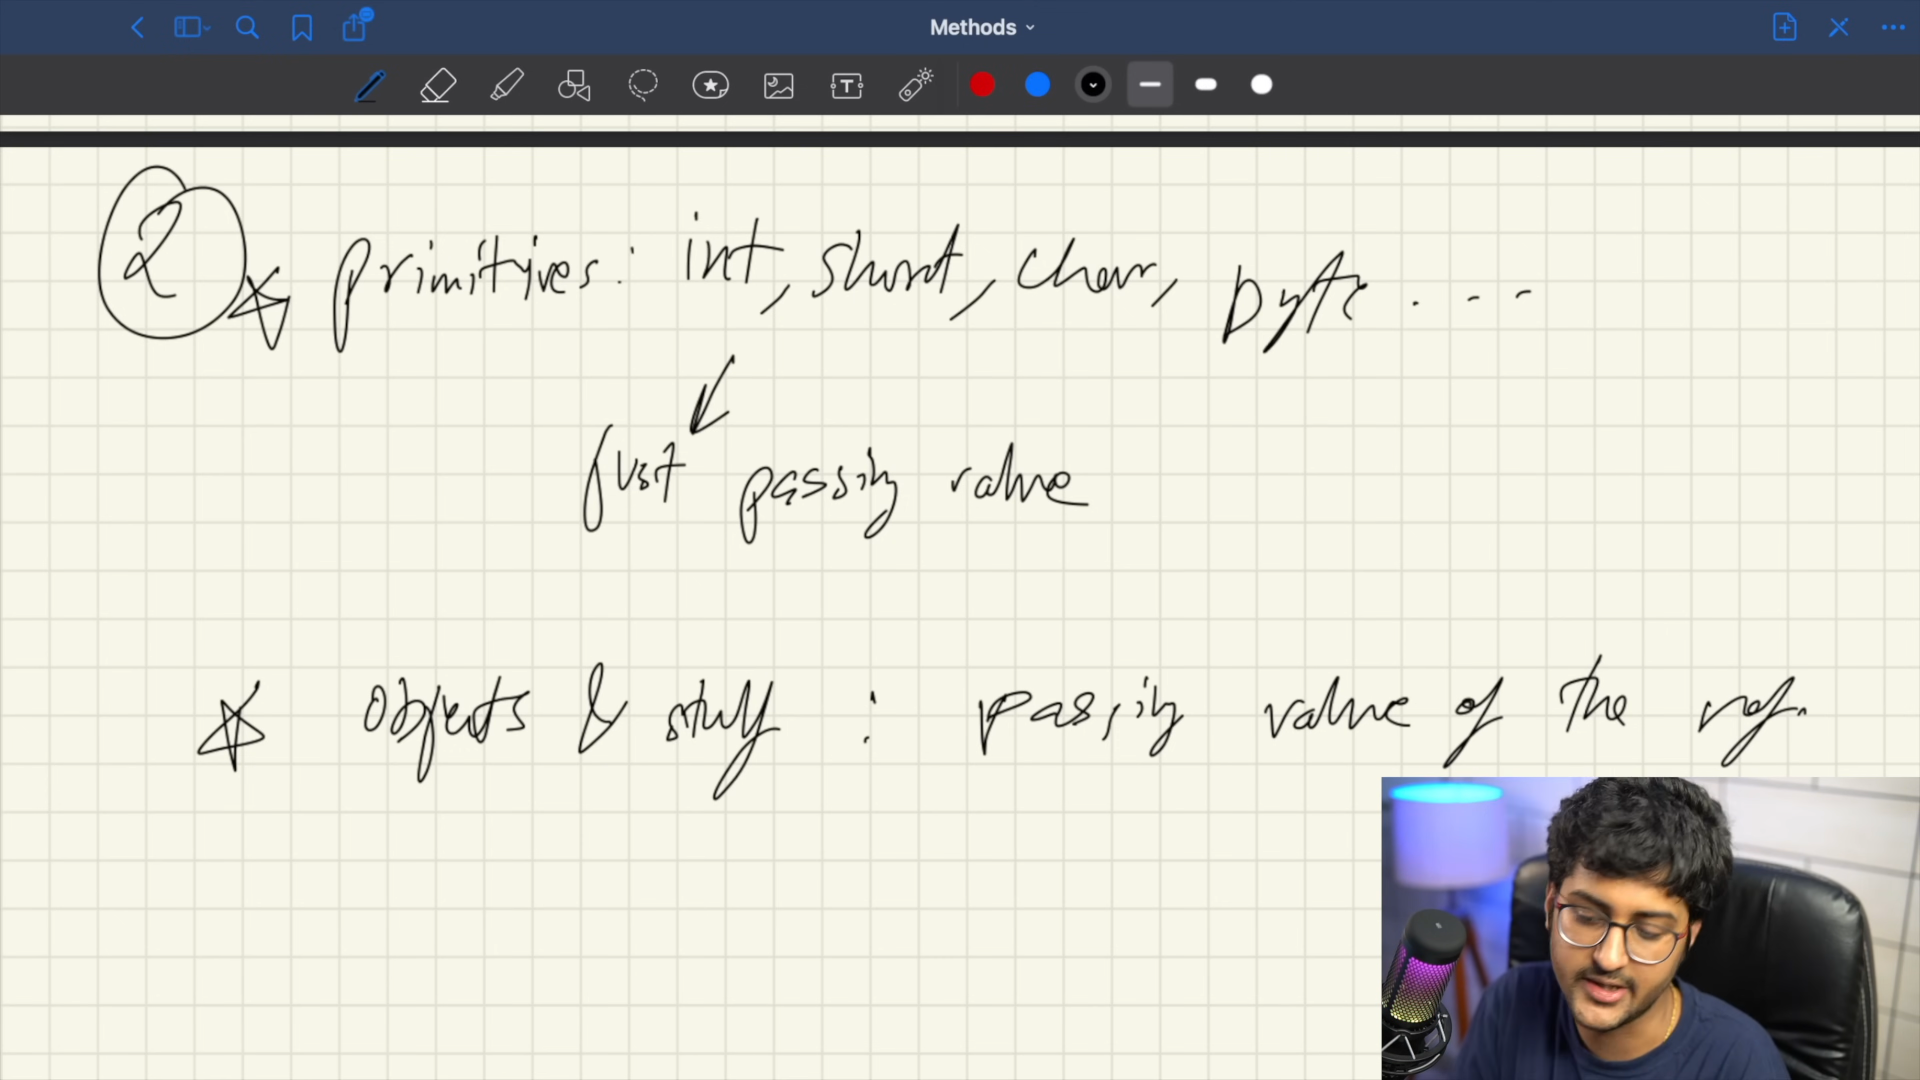 Methods
2
☆ primitives: int, short, char, byte ....
just passing value
☆ objects & stuff : passing value of the ref.